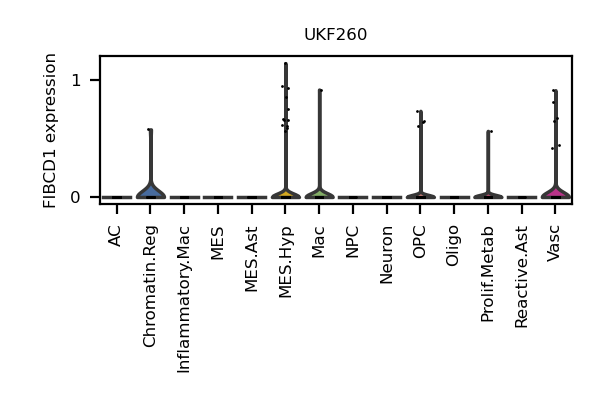 UKF260
FIBCD1 expression
1
0
AC
Chromatin.Reg
Inflammatory.Mac
MES
MES.Ast
MES.Hyp
Mac
NPC
Neuron
OPC
Oligo
Prolif.Metab
Reactive.Ast
Vasc